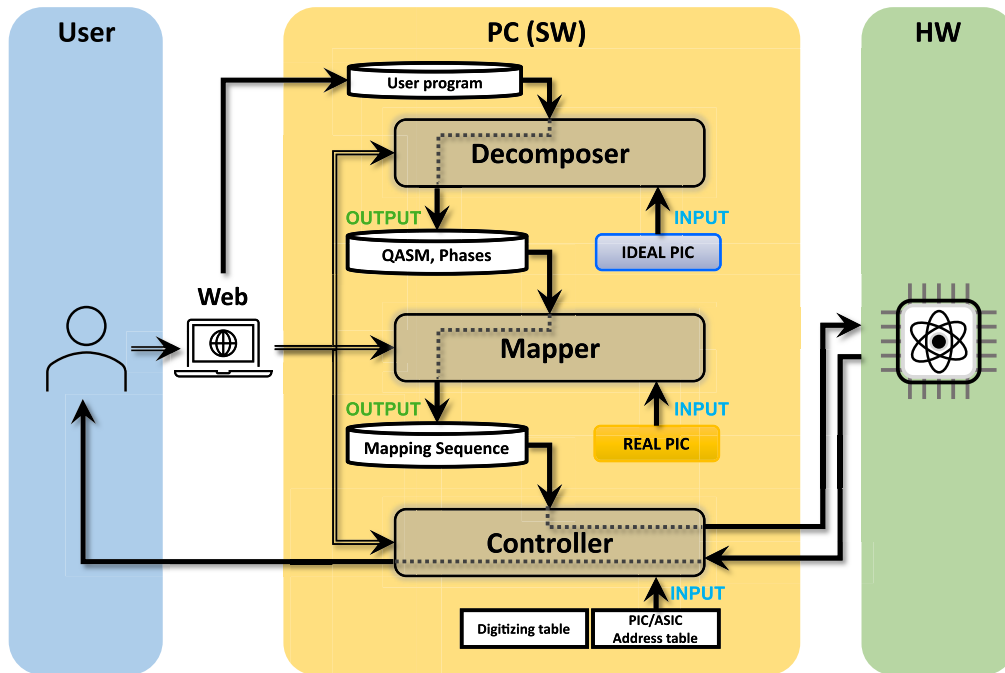 User
PC (SW)
HW
User program
Decomposer
OUTPUT
INPUT
QASM, Phases
IDEAL PIC
Web
Mapper
OUTPUT
INPUT
Mapping Sequence
REAL PIC
Controller
INPUT
Digitizing table
PIC/ASIC
Address table